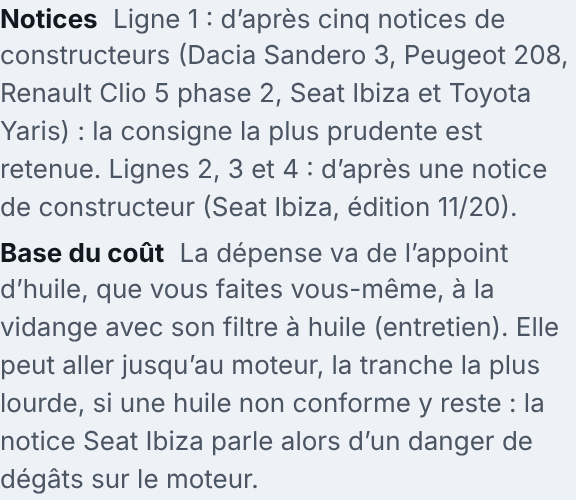 Notices Ligne 1 : d’après cinq notices de
constructeurs (Dacia Sandero 3, Peugeot 208,
Renault Clio 5 phase 2, Seat Ibiza et Toyota
Yaris) : la consigne la plus prudente est
retenue. Lignes 2, 3 et 4 : d’après une notice
de constructeur (Seat Ibiza, édition 11/20).
Base du coût La dépense va de l’appoint
d’huile, que vous faites vous-même, à la
vidange avec son filtre à huile (entretien). Elle
peut aller jusqu’au moteur, la tranche la plus
lourde, si une huile non conforme y reste : la
notice Seat Ibiza parle alors d’un danger de
dégâts sur le moteur.